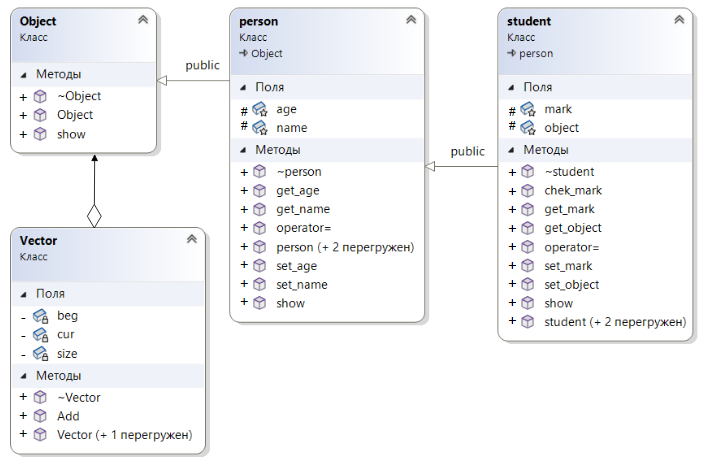 Object
Класс
Методы
+ ~Object
+ Object
+ show
public
person
Класс
Object
Поля
# age
# name
Методы
+ ~person
+ get_age
+ get_name
+ operator=
+ person (+ 2 перегружен)
+ set_age
+ set_name
+ show
public
student
Класс
person
Поля
# mark
# object
Методы
+ ~student
+ chek_mark
+ get_mark
+ get_object
+ operator=
+ set_mark
+ set_object
+ show
+ student (+ 2 перегружен)
Vector
Класс
Поля
- beg
- cur
- size
Методы
+ ~Vector
+ Add
+ Vector (+ 1 перегружен)